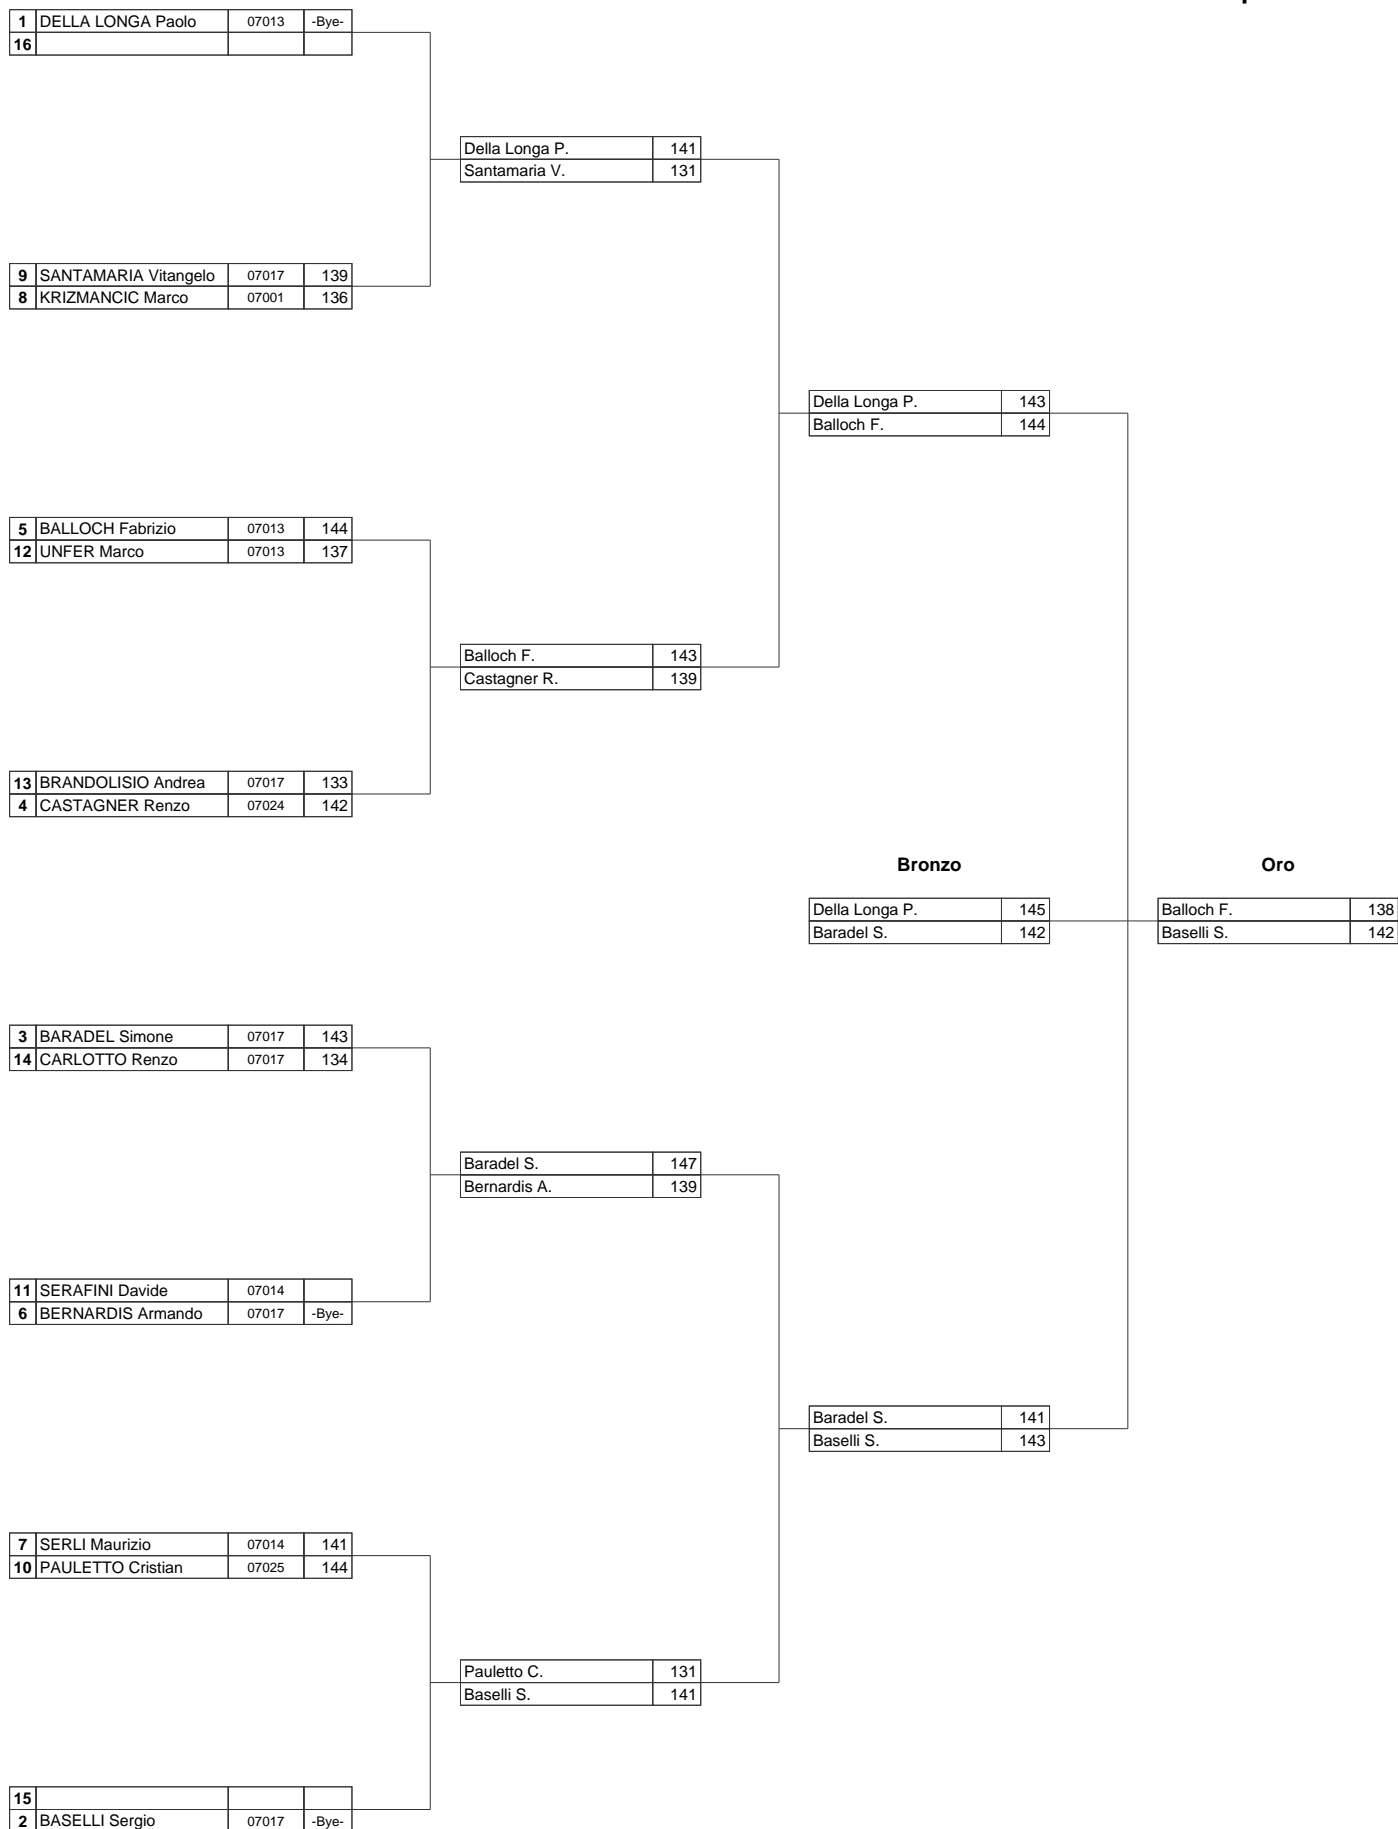 1 DELLA LONGA Paolo 07013 -Bye-
16
Della Longa P. 141
Santamaria V. 131
9 SANTAMARIA Vitangelo 07017 139
8 KRIZMANCIC Marco 07001 136
Della Longa P. 143
Balloch F. 144
5 BALLOCH Fabrizio 07013 144
12 UNFER Marco 07013 137
Balloch F. 143
Castagner R. 139
13 BRANDOLISIO Andrea 07017 133
4 CASTAGNER Renzo 07024 142
Bronzo Oro
Della Longa P. 145 Balloch F. 138
Baradel S. 142 Baselli S. 142
3 BARADEL Simone 07017 143
14 CARLOTTO Renzo 07017 134
Baradel S. 147
Bernardis A. 139
11 SERAFINI Davide 07014
6 BERNARDIS Armando 07017 -Bye-
Baradel S. 141
Baselli S. 143
7 SERLI Maurizio 07014 141
10 PAULETTO Cristian 07025 144
Pauletto C. 131
Baselli S. 141
15
2 BASELLI Sergio 07017 -Bye-